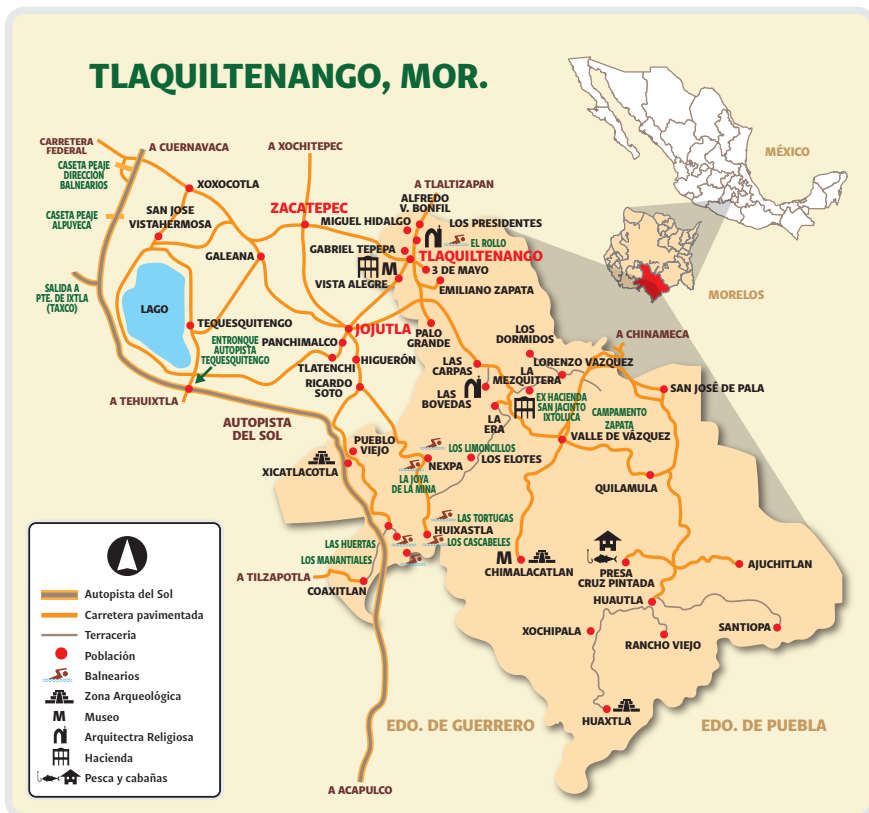 TLAQUILTENANGO, MOR.
MÉXICO
MORELOS
CARRETERA
FEDERAL
A CUERNAVACA
A XOCHITEPEC
CASETA PEAJE
DIRECCIÓN
BALNEARIOS
XOXOCOTLA
A TLALTIZAPAN
ALFREDO
V. BONFIL
ZACATEPEC
SAN JOSE
VISTAHERMOSA
CASETA PEAJE
ALPUYECA
MIGUEL HIDALGO
LOS PRESIDENTES
EL ROLLO
GABRIEL TEPEPA
TLAQUILTENANGO
GALEANA
M
3 DE MAYO
VISTA ALEGRE
EMILIANO ZAPATA
SALIDA A
PTE. DE IXTLA
(TAXCO)
LAGO
TEQUESQUITENGO
JOJUTLA
PALO
GRANDE
LOS
DORMIDOS
A CHINAMECA
ENTRONQUE
AUTOPISTA
TEQUESQUITENGO
PANCHIMALCO
TLATENCHI
HIGUERÓN
LAS
CARPAS
LORENZO VAZQUEZ
LA
MEZQUITERA
RICARDO
SOTO
LAS
BOVEDAS
SAN JOSÉ DE PALA
EX HACIENDA
SAN JACINTO
IXTOLUCA
CAMPAMENTO
ZAPATA
A TEHUIXTLA
AUTOPISTA
DEL SOL
LA
ERA
VALLE DE VÁZQUEZ
PUEBLO
VIEJO
LOS LIMONCILLOS
LOS ELOTES
XICATLACOTLA
NEXPA
LA JOYA
DE LA MINA
QUILAMULA
LAS TORTUGAS
HUIXASTLA
LOS CASCABELES
LAS HUERTAS
LOS MANANTIALES
M
CHIMALACATLAN
PRESA
CRUZ PINTADA
AJUCHITLAN
A TILZAPOTLA
COAXITLAN
HUAUTLA
XOCHIPALA
RANCHO VIEJO
SANTIOPA
HUAXTLA
EDO. DE GUERRERO
EDO. DE PUEBLA
A ACAPULCO
Autopista del Sol
Carretera pavimentada
Terraceria
Población
Balnearios
Zona Arqueológica
M Museo
Arquitectra Religiosa
Hacienda
Pesca y cabañas